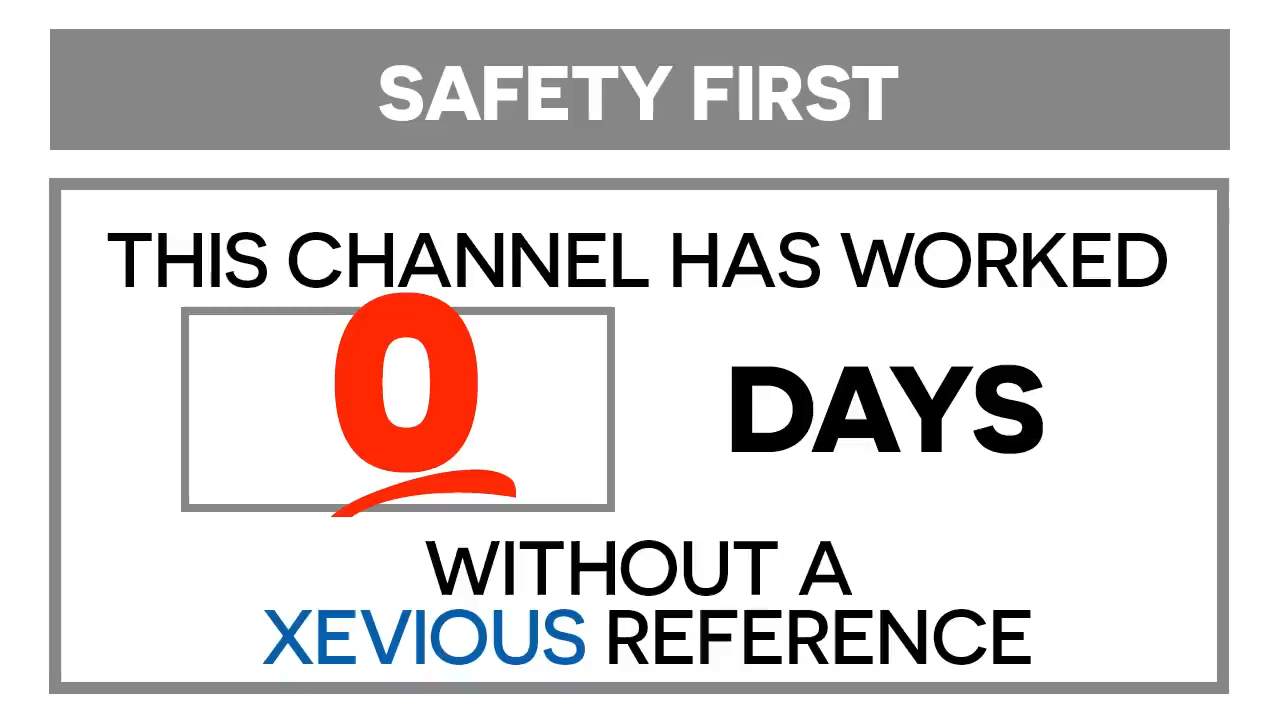 SAFETY FIRST
THIS CHANNEL HAS WORKED
0 DAYS
WITHOUT A
XEVIOUS REFERENCE